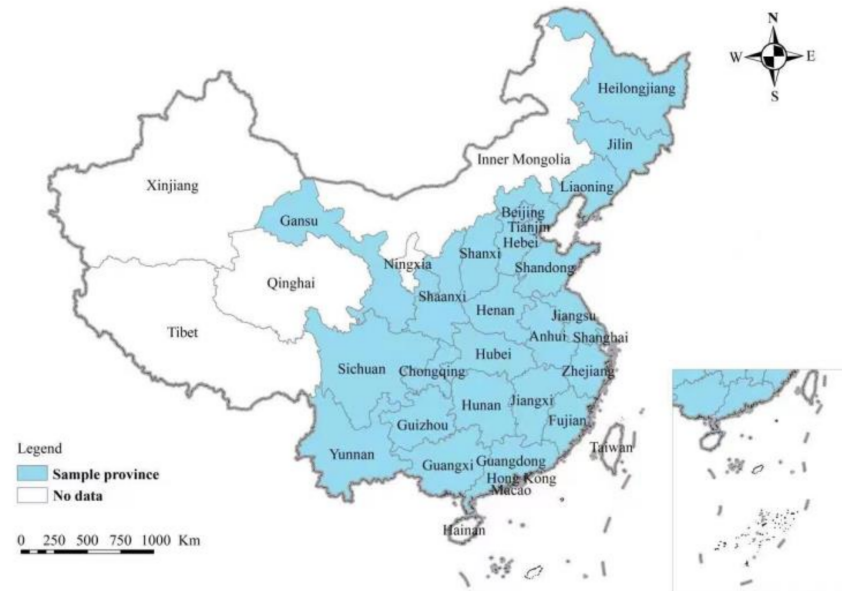 N
W E
S
Heilongjiang
Jilin
Inner Mongolia
Liaoning
Xinjiang
Beijing
Gansu
Tianjin
Hebei
Shanxi
Ningxia
Shandong
Qinghai
Shaanxi
Henan
Jiangsu
Tibet
Anhui
Shanghai
Hubei
Sichuan
Chongqing
Zhejiang
Hunan
Jiangxi
Guizhou
Fujian
Taiwan
Yunnan
Guangxi
Guangdong
Hong Kong
Macao
Hainan
Legend
Sample province
No data
0 250 500 750 1000 Km